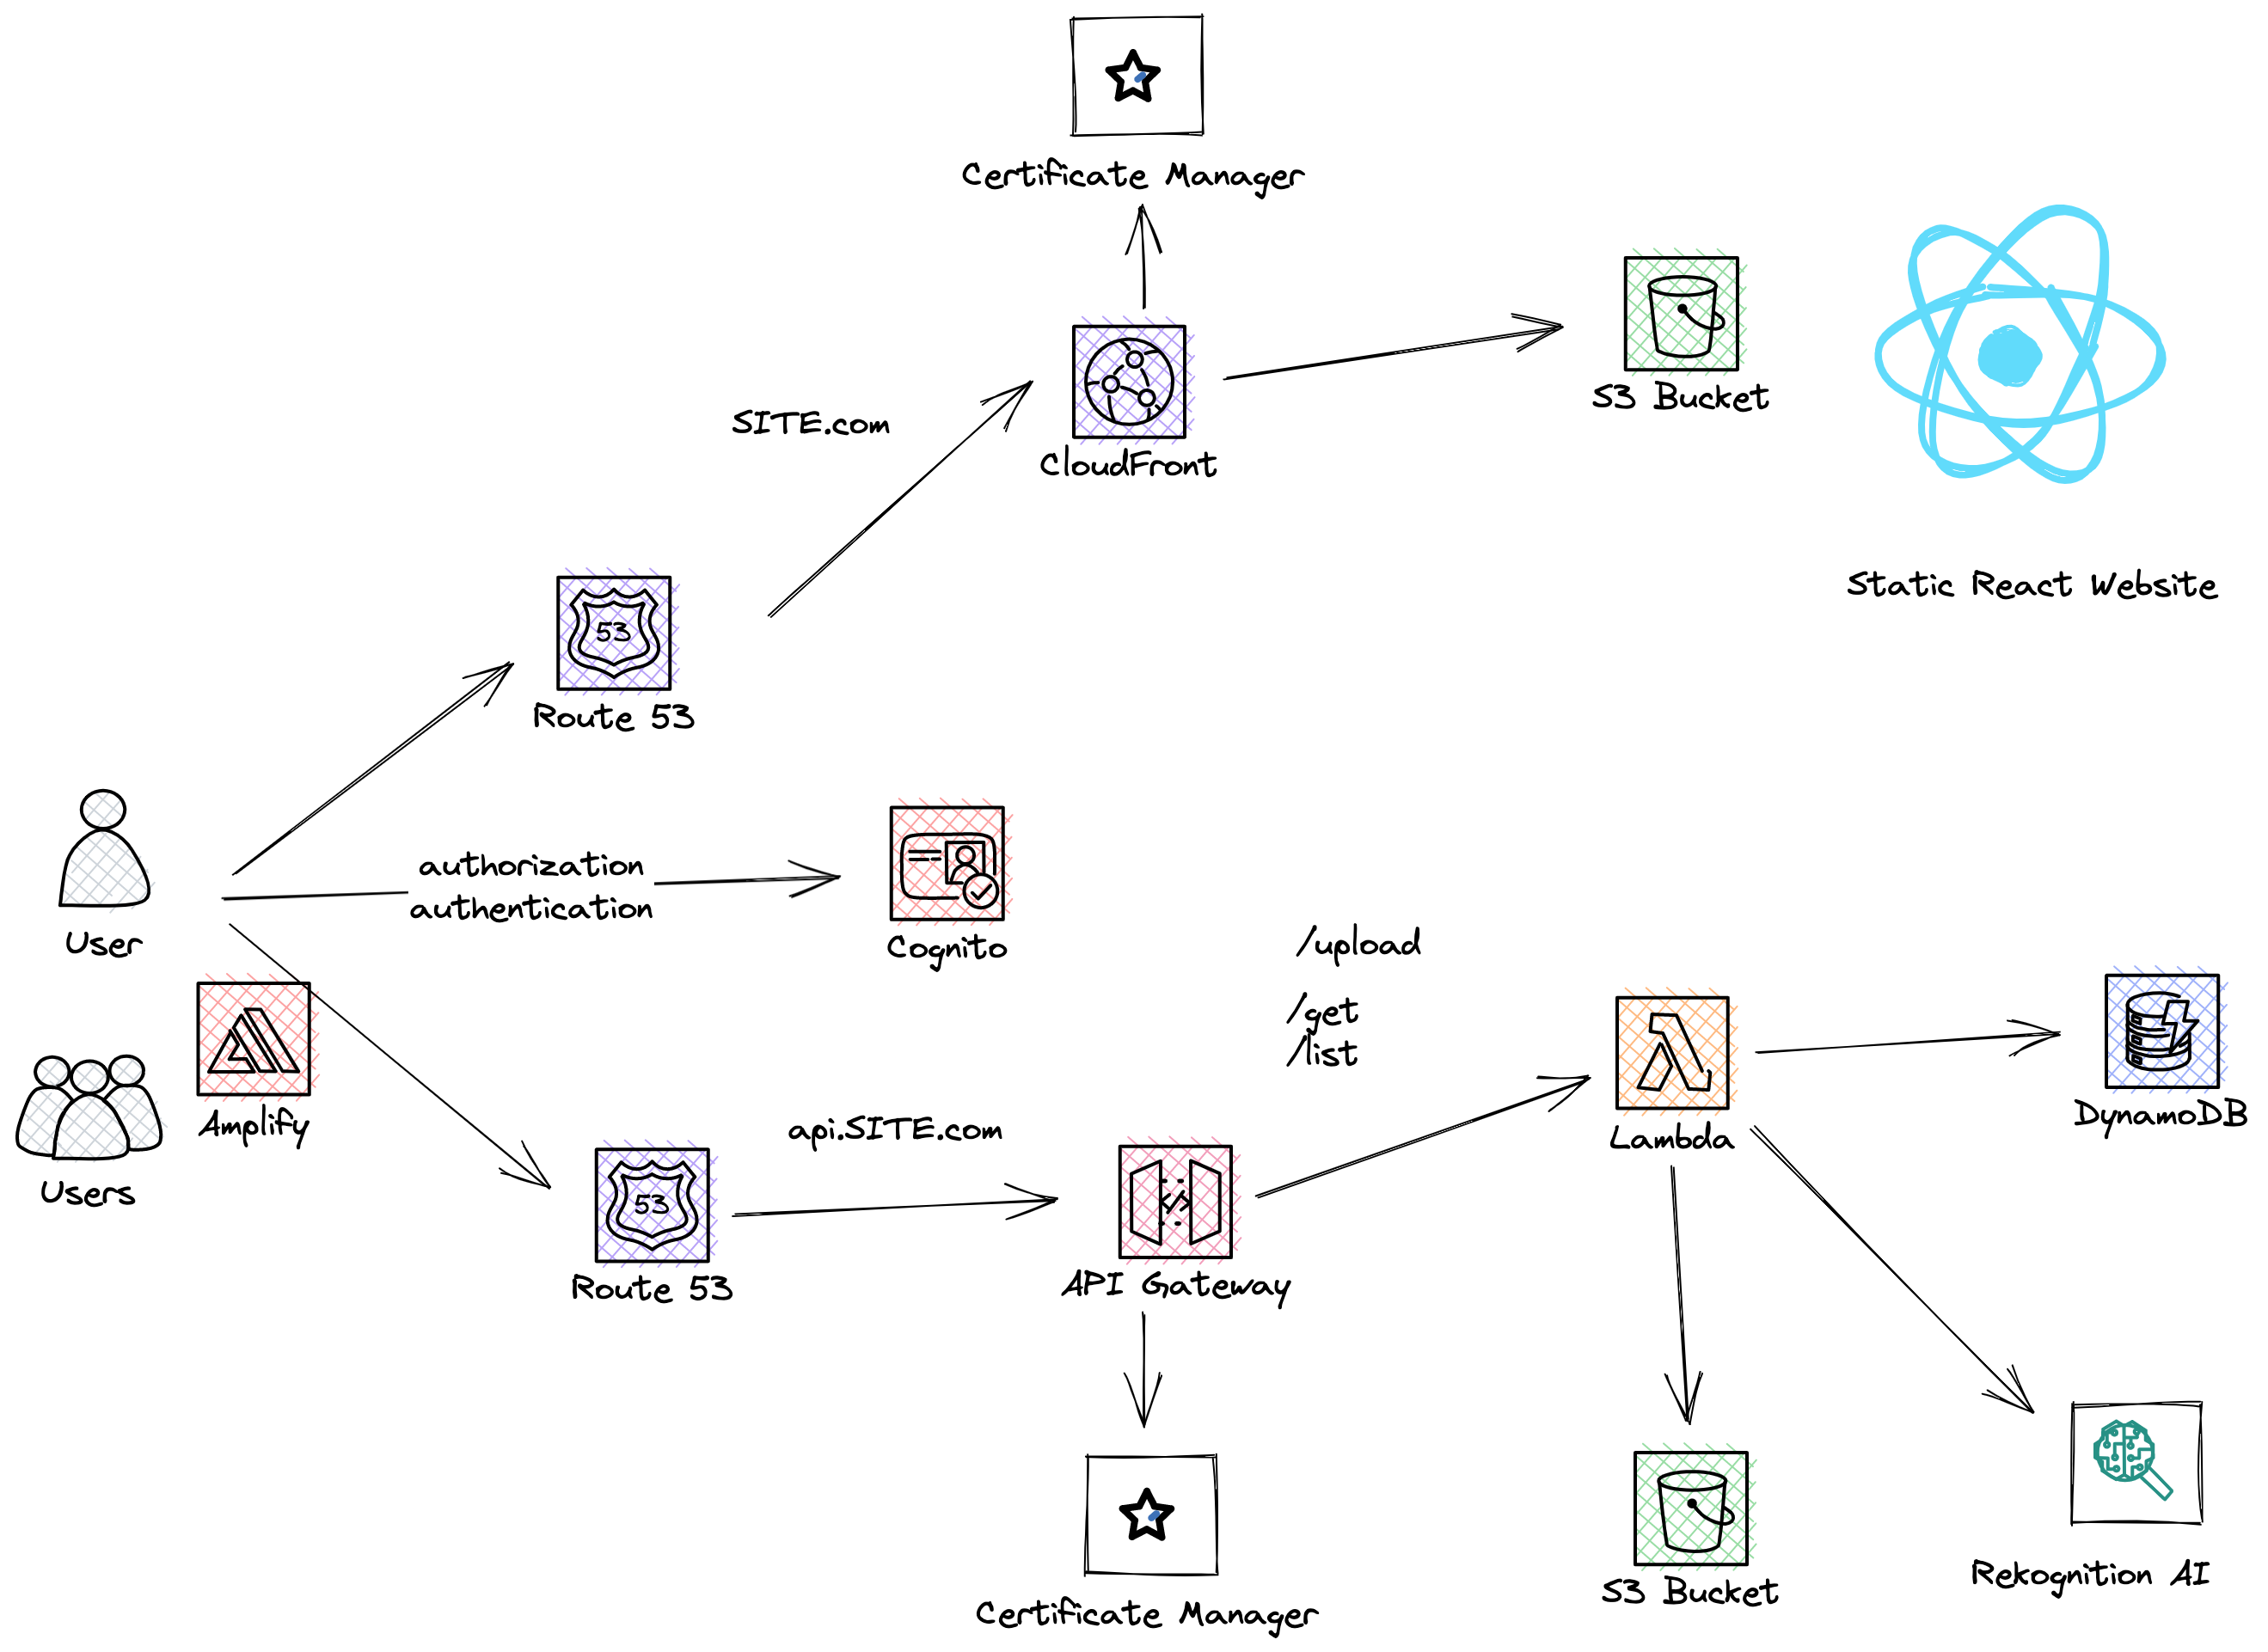 Certificate Manager
S3 Bucket
SITE.com
CloudFront
Static React Website
53
Route 53
authorization
authentication
User
Cognito
/upload
/get
/list
Amplify
Users
api.SITE.com
Lambda
DynamoDB
53
Route 53
</>
API Gateway
Rekognition AI
S3 Bucket
Certificate Manager